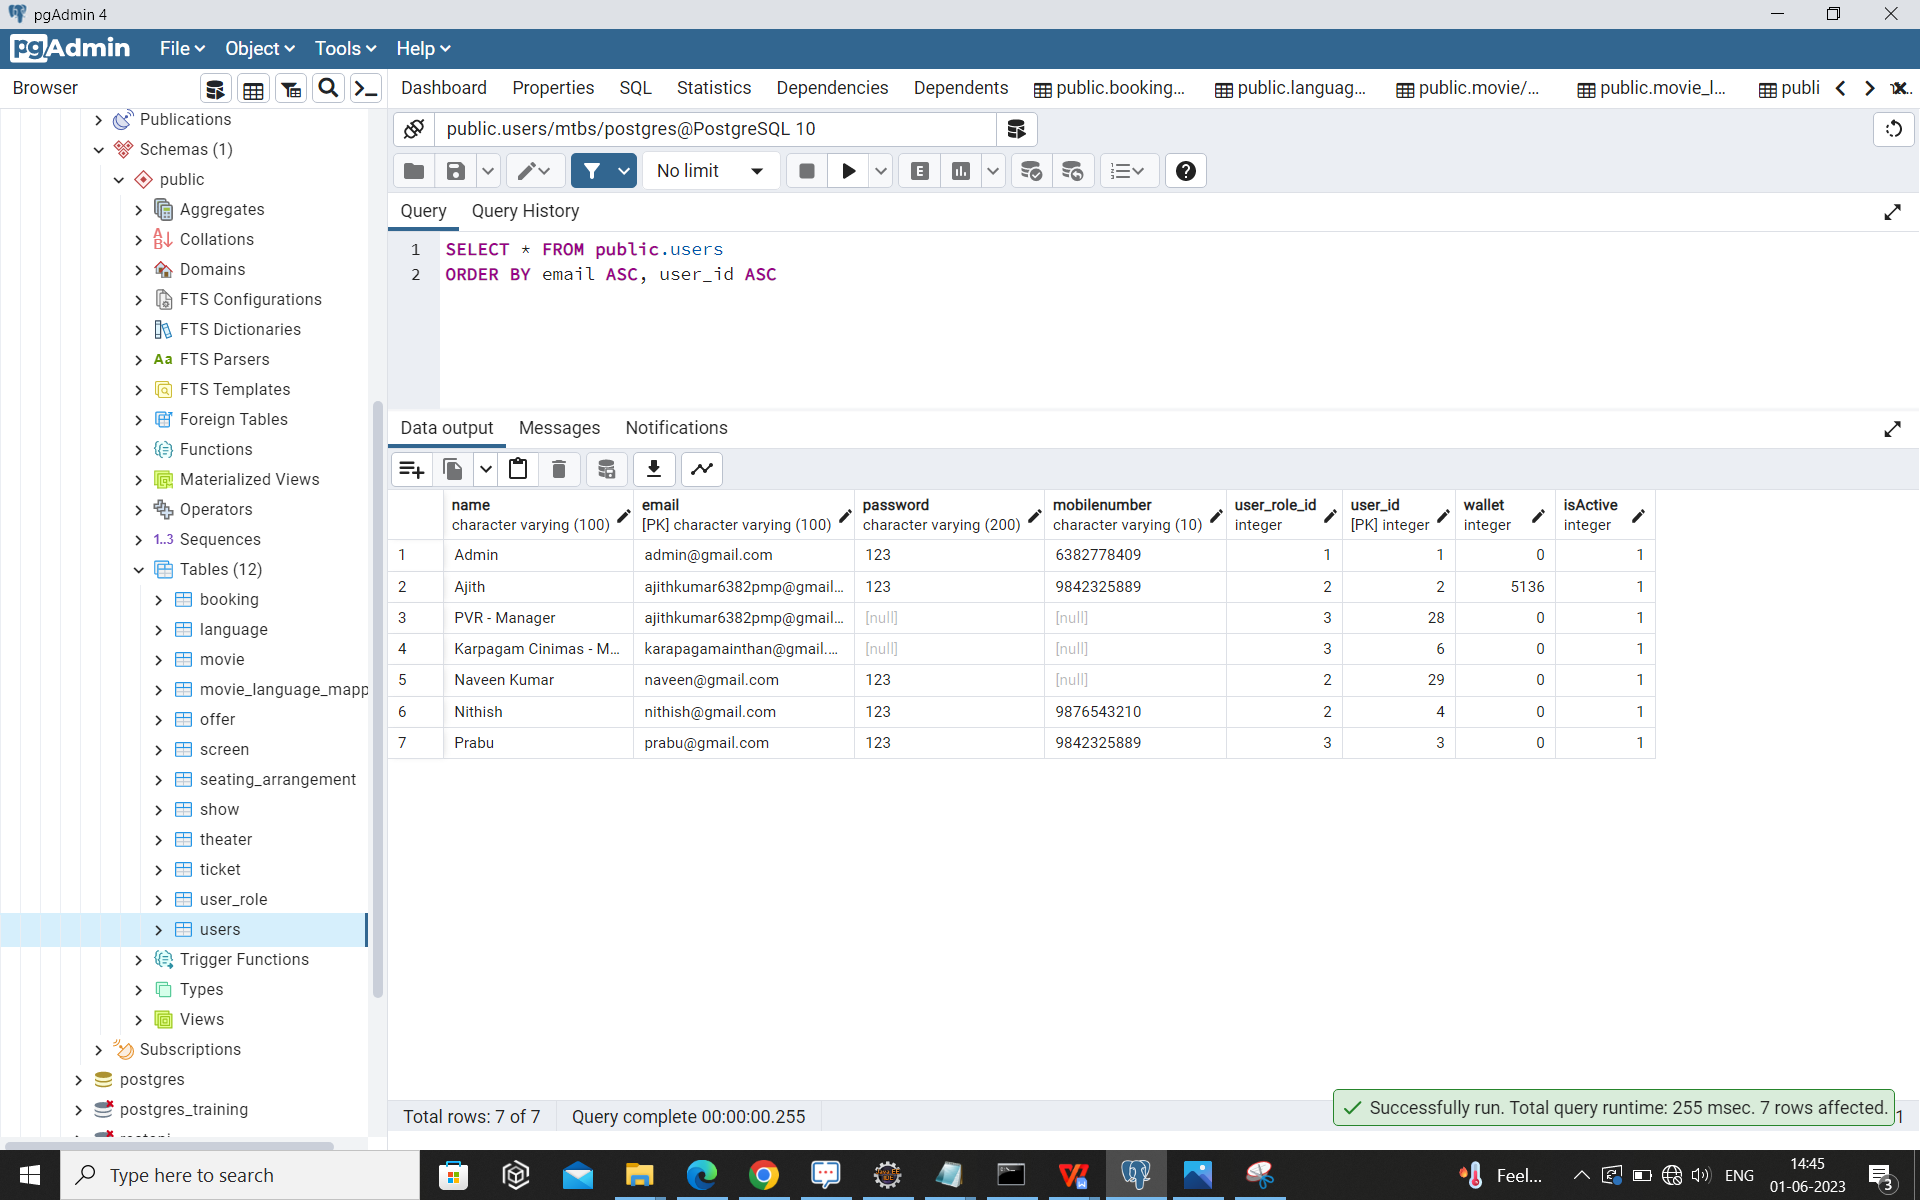 pgAdmin 4
pgAdmin
File
Object
Tools
Help
Browser
Dashboard
Properties
SQL
Statistics
Dependencies
Dependents
public.booking...
public.languag...
public.movie/...
public.movie_l...
publi
Publications
Schemas (1)
public
Aggregates
Collations
Domains
FTS Configurations
FTS Dictionaries
Aa FTS Parsers
FTS Templates
Foreign Tables
Functions
Materialized Views
Operators
1..3 Sequences
Tables (12)
booking
language
movie
movie_language_mapp
offer
screen
seating_arrangement
show
theater
ticket
user_role
users
Trigger Functions
Types
Views
Subscriptions
postgres
postgres_training
public.users/mtbs/postgres@PostgreSQL 10
No limit
E
Query
Query History
1 SELECT * FROM public.users
2 ORDER BY email ASC, user_id ASC
Data output
Messages
Notifications
name email password mobilenumber user_role_id user_id wallet isActive
character varying (100) [PK] character varying (100) character varying (200) character varying (10) integer [PK] integer integer integer
1 Admin admin@gmail.com 123 6382778409 1 1 0 1
2 Ajith ajithkumar6382pmp@gmail... 123 9842325889 2 2 5136 1
3 PVR - Manager ajithkumar6382pmp@gmail... [null] [null] 3 28 0 1
4 Karpagam Cinimas - M... karapagamainthan@gmail.... [null] [null] 3 6 0 1
5 Naveen Kumar naveen@gmail.com 123 [null] 2 29 0 1
6 Nithish nithish@gmail.com 123 9876543210 2 4 0 1
7 Prabu prabu@gmail.com 123 9842325889 3 3 0 1
Total rows: 7 of 7
Query complete 00:00:00.255
Successfully run. Total query runtime: 255 msec. 7 rows affected.
1
Type here to search
Feel...
ENG
14:45
01-06-2023
3